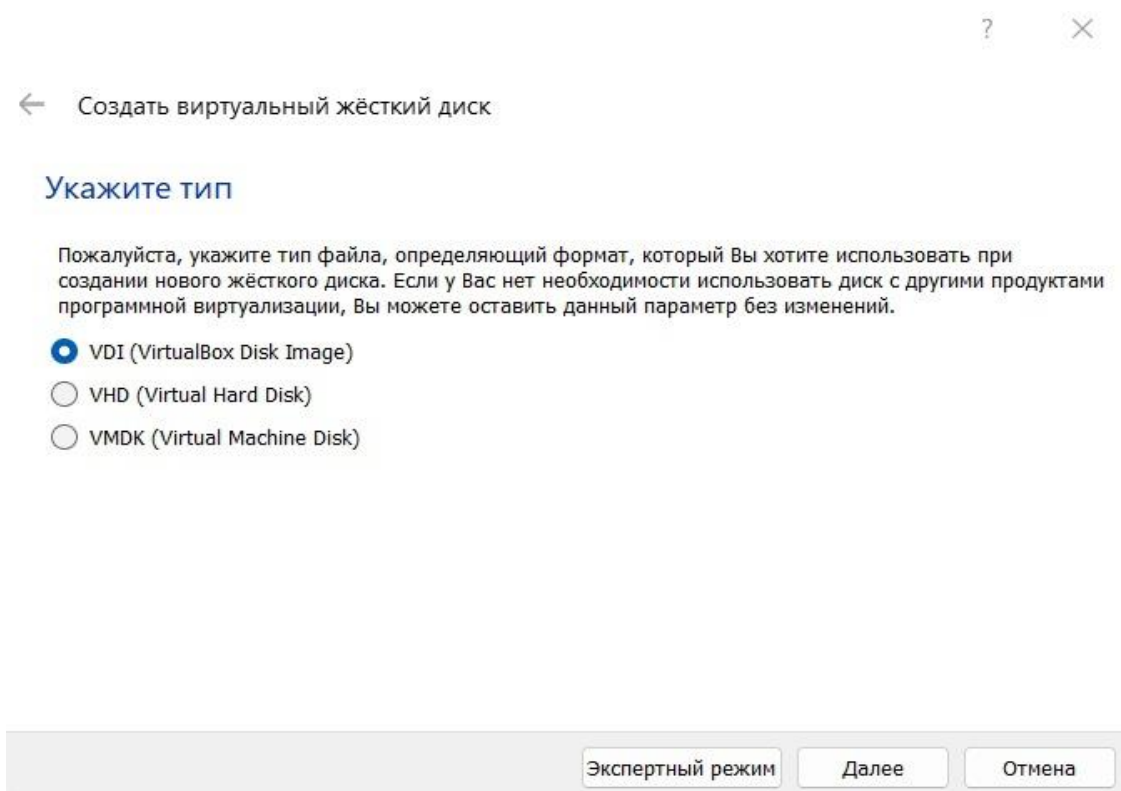 ?
Создать виртуальный жёсткий диск
Укажите тип
Пожалуйста, укажите тип файла, определяющий формат, который Вы хотите использовать при
создании нового жёсткого диска. Если у Вас нет необходимости использовать диск с другими продуктами
программной виртуализации, Вы можете оставить данный параметр без изменений.
VDI (VirtualBox Disk Image)
VHD (Virtual Hard Disk)
VMDK (Virtual Machine Disk)
Экспертный режим Далее Отмена